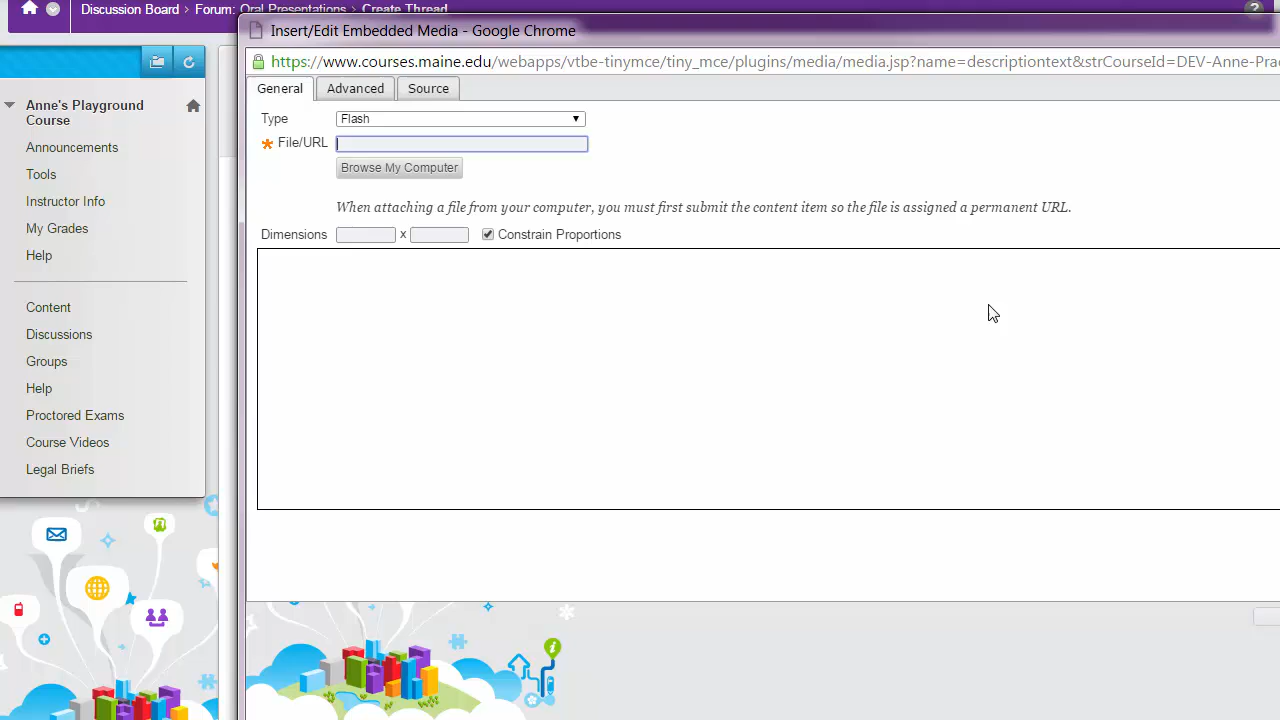 Discussion Board > Forum: Oral Presentations > Create Thread
?
Insert/Edit Embedded Media - Google Chrome
https://www.courses.maine.edu/webapps/vtbe-tinymce/tiny_mce/plugins/media/media.jsp?name=descriptiontext&strCourseId=DEV-Anne-Prac
General
Advanced
Source
Type
Flash
* File/URL
Browse My Computer
When attaching a file from your computer, you must first submit the content item so the file is assigned a permanent URL.
Dimensions
x
Constrain Proportions
Anne's Playground
Course
Announcements
Tools
Instructor Info
My Grades
Help
Content
Discussions
Groups
Help
Proctored Exams
Course Videos
Legal Briefs